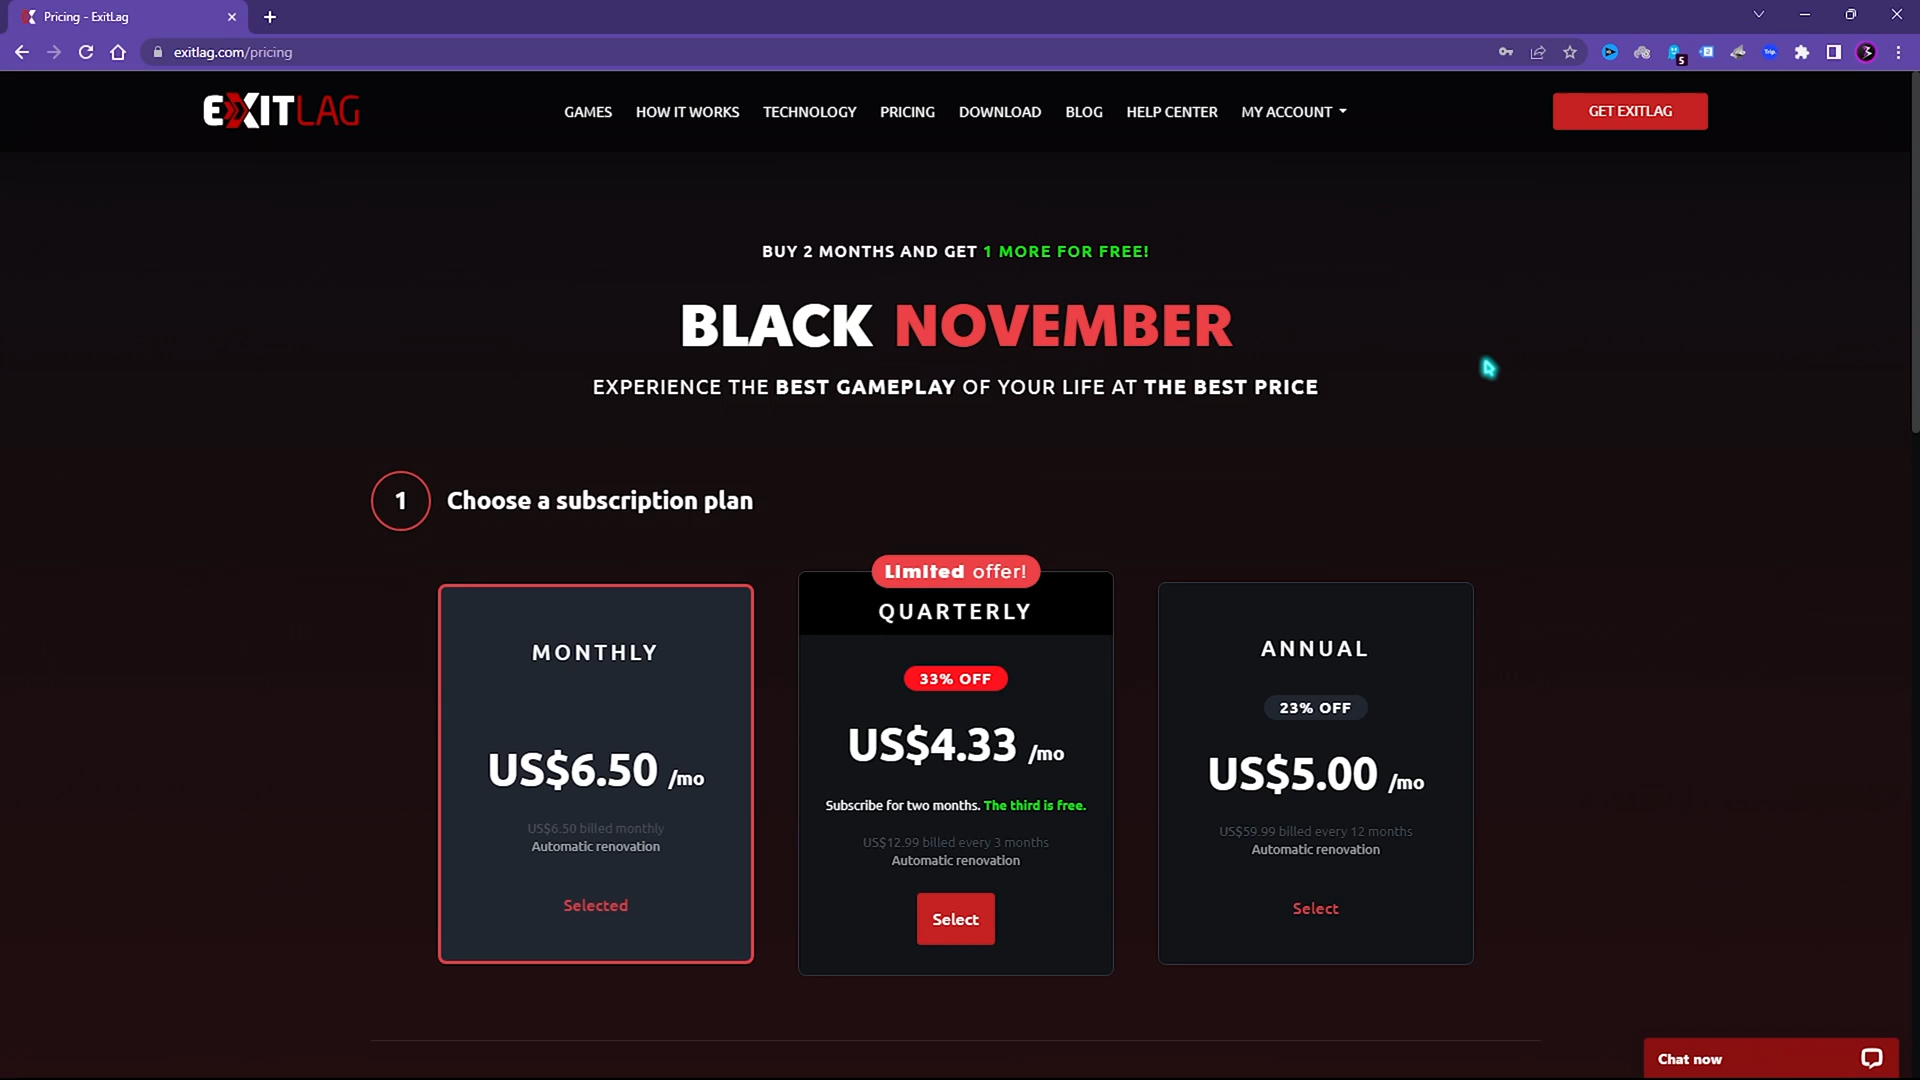 Pricing - ExitLag
exitlag.com/pricing
5
Trip.
EXITLAG
GAMES HOW IT WORKS TECHNOLOGY PRICING DOWNLOAD BLOG HELP CENTER MY ACCOUNT
GET EXITLAG
BUY 2 MONTHS AND GET 1 MORE FOR FREE!
BLACK NOVEMBER
EXPERIENCE THE BEST GAMEPLAY OF YOUR LIFE AT THE BEST PRICE
1 Choose a subscription plan
MONTHLY
US$6.50 /mo
US$6.50 billed monthly
Automatic renovation
Selected
Limited offer!
QUARTERLY
33% OFF
US$4.33 /mo
Subscribe for two months. The third is free.
US$12.99 billed every 3 months
Automatic renovation
Select
ANNUAL
23% OFF
US$5.00 /mo
US$59.99 billed every 12 months
Automatic renovation
Select
Chat now